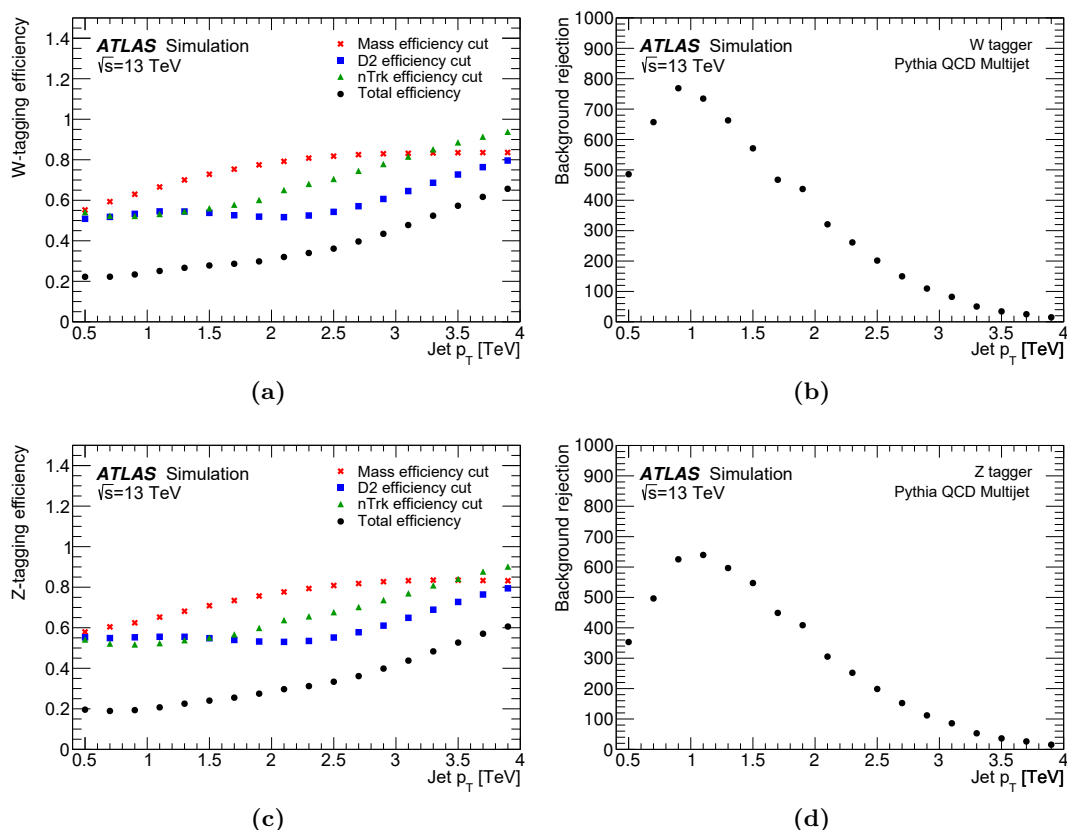 W-tagging efficiency
1.4
1.2
1
0.8
0.6
0.4
0.2
0
ATLAS Simulation
√s=13 TeV
Mass efficiency cut
D2 efficiency cut
nTrk efficiency cut
Total efficiency
0.5 1 1.5 2 2.5 3 3.5 4
Jet p_T [TeV]
(a)
Background rejection
1000
900
800
700
600
500
400
300
200
100
0
ATLAS Simulation
√s=13 TeV
W tagger
Pythia QCD Multijet
0.5 1 1.5 2 2.5 3 3.5 4
Jet p_T [TeV]
(b)
Z-tagging efficiency
1.4
1.2
1
0.8
0.6
0.4
0.2
0
ATLAS Simulation
√s=13 TeV
Mass efficiency cut
D2 efficiency cut
nTrk efficiency cut
Total efficiency
0.5 1 1.5 2 2.5 3 3.5 4
Jet p_T [TeV]
(c)
Background rejection
1000
900
800
700
600
500
400
300
200
100
0
ATLAS Simulation
√s=13 TeV
Z tagger
Pythia QCD Multijet
0.5 1 1.5 2 2.5 3 3.5 4
Jet p_T [TeV]
(d)